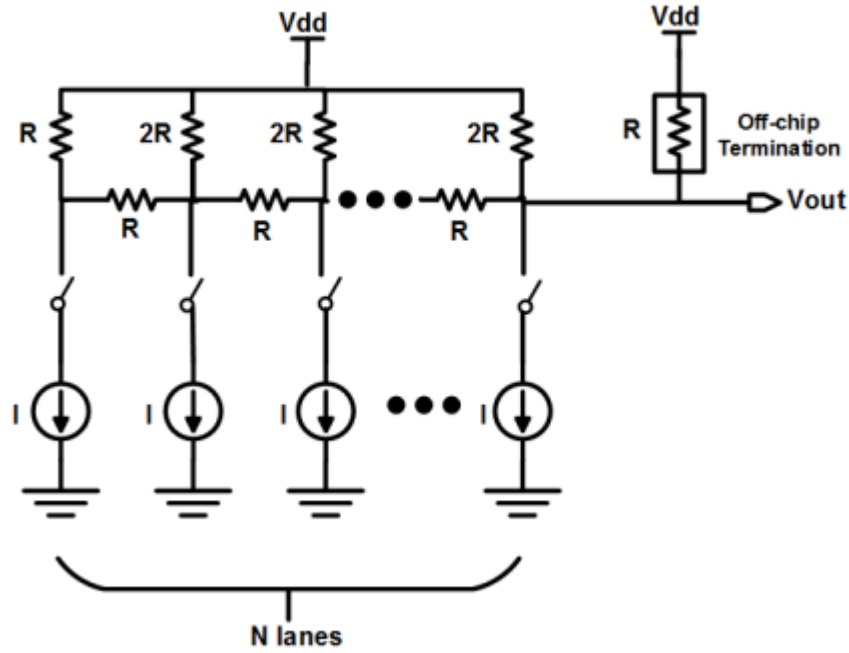 Vdd
Vdd
R
2R
2R
2R
R
Off-chip
Termination
R
R
R
Vout
I
I
I
I
N lanes